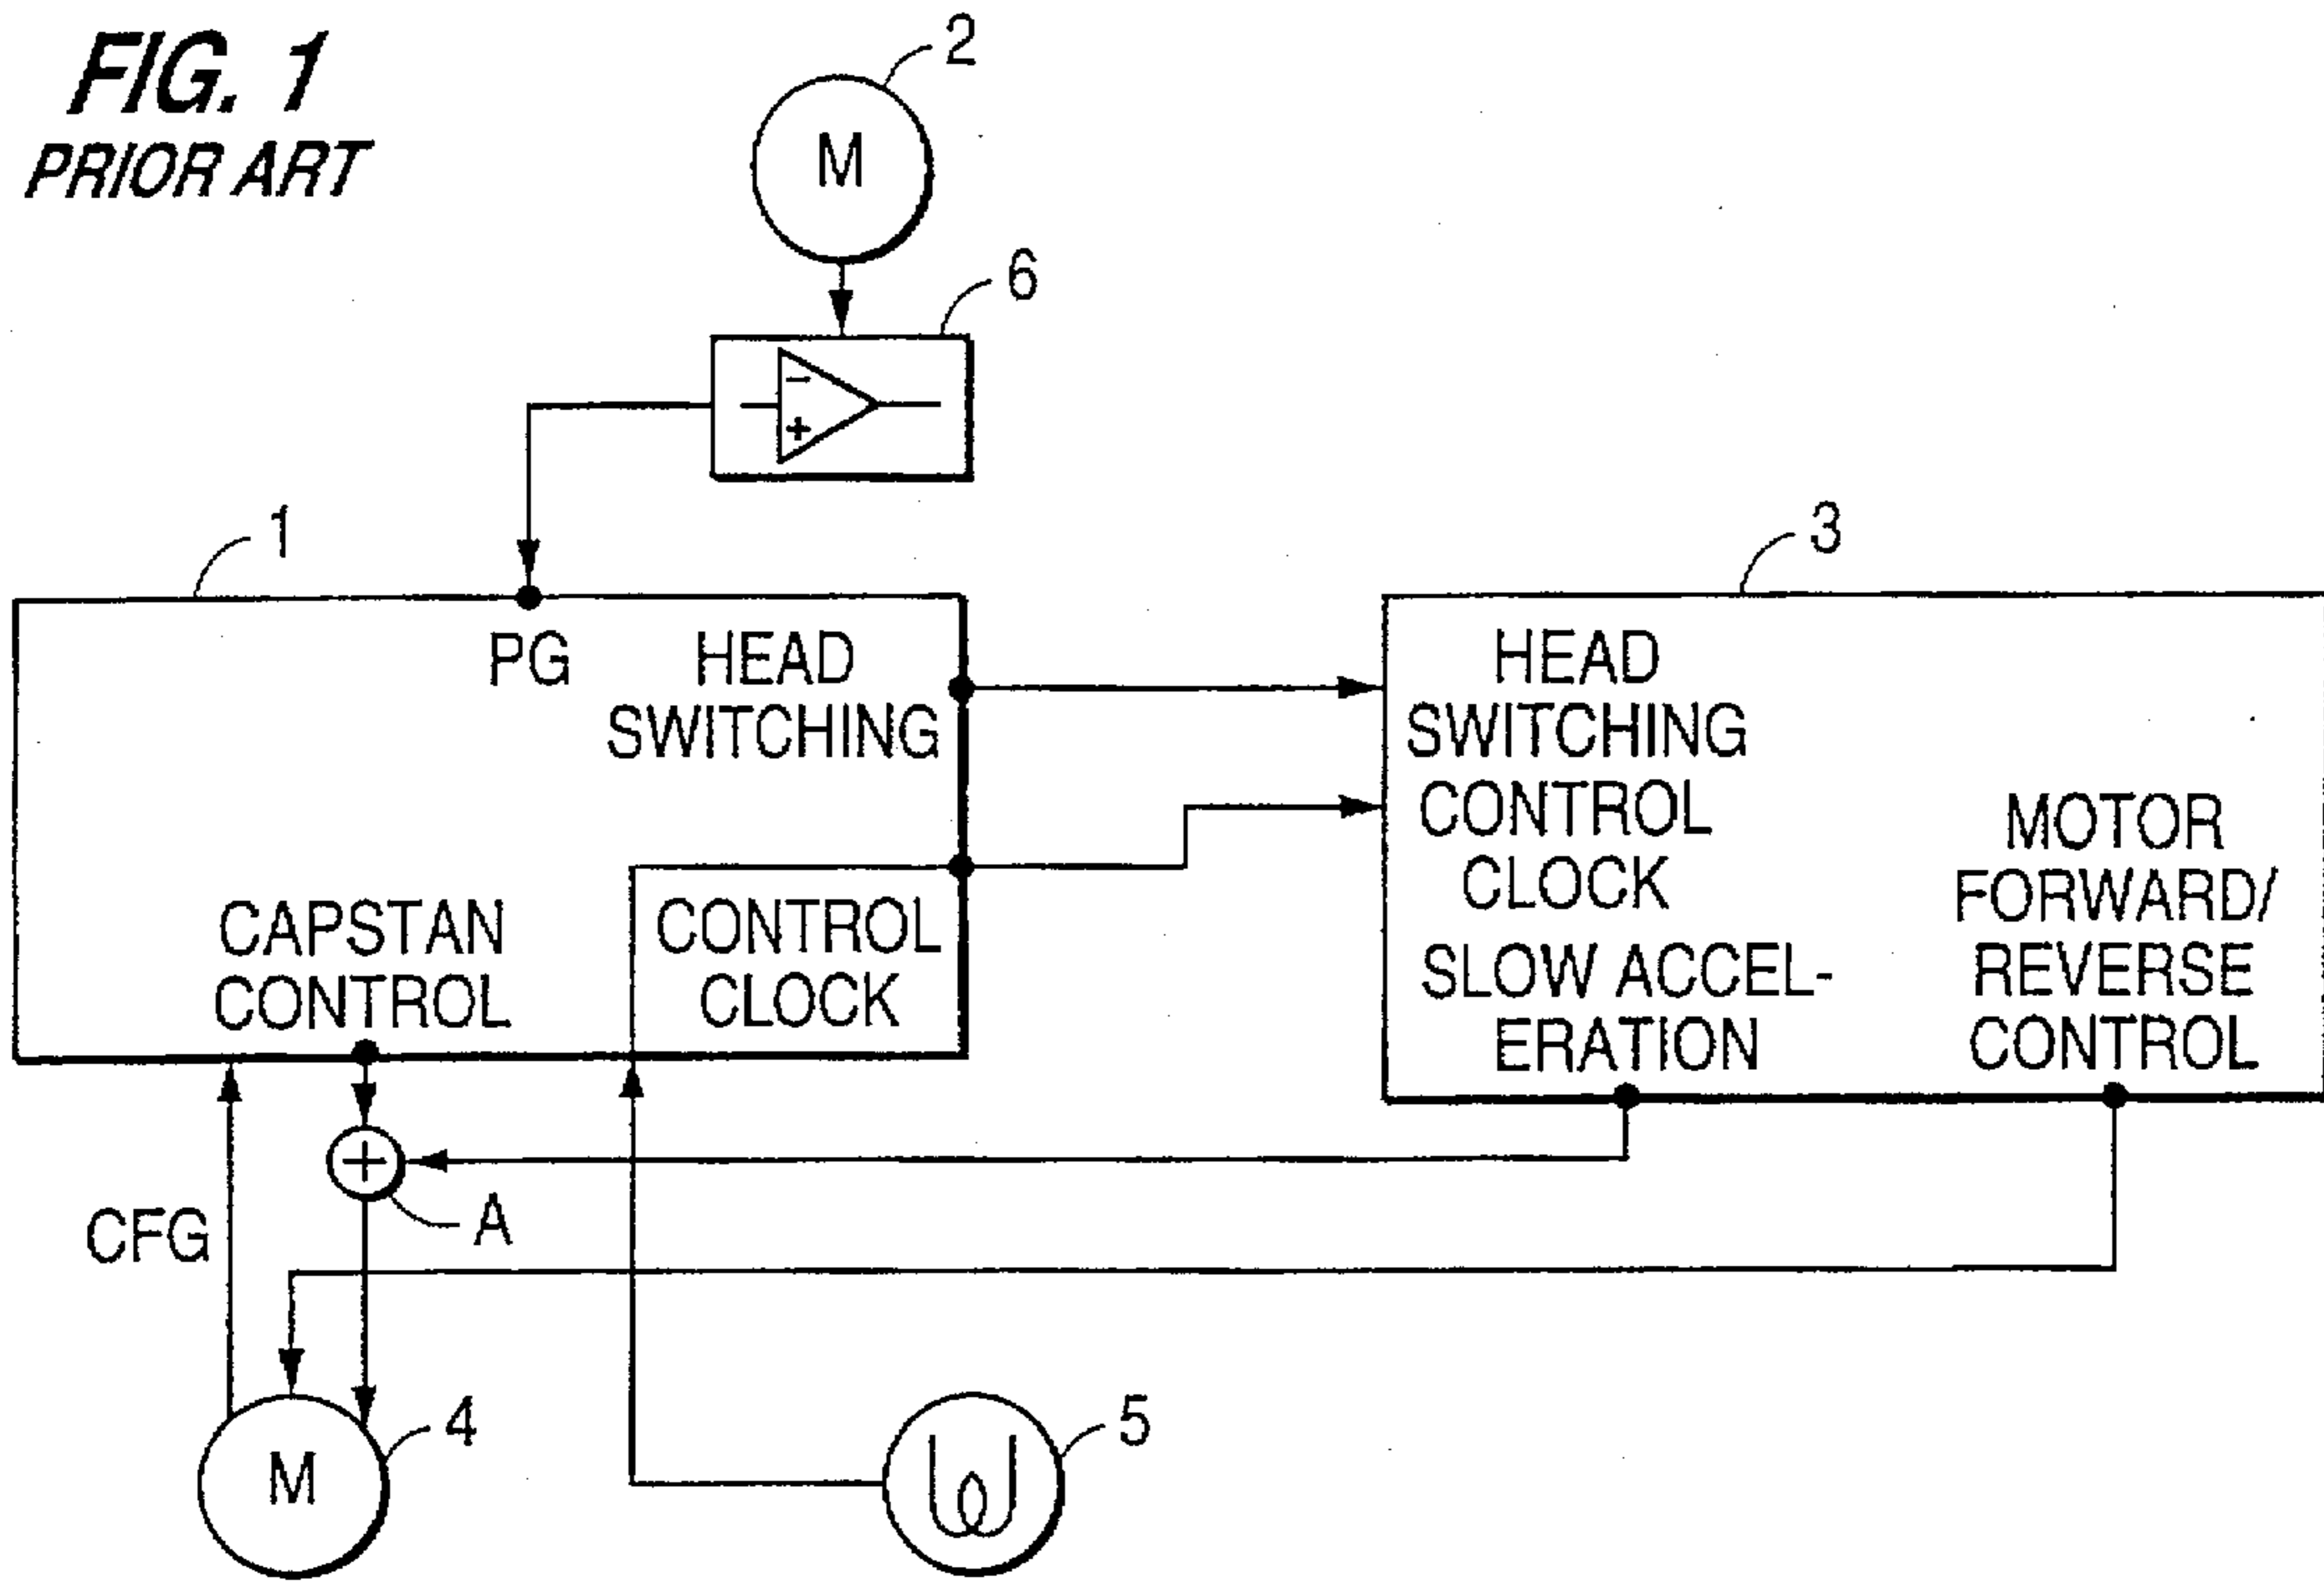 FIG. 1
PRIOR ART
2
M
6
-
+
1
3
PG
HEAD
SWITCHING
HEAD
SWITCHING
CONTROL
CLOCK
MOTOR
FORWARD/
REVERSE
CONTROL
CAPSTAN
CONTROL
CONTROL
CLOCK
SLOW ACCEL-
ERATION
+
A
CFG
4
M
5